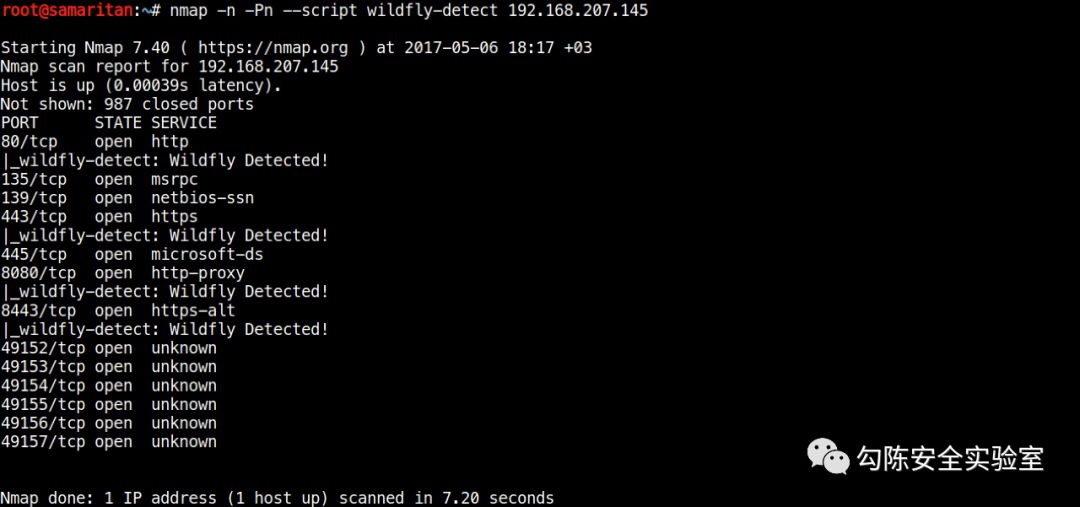 root@samaritan:~# nmap -n -Pn --script wildfly-detect 192.168.207.145
Starting Nmap 7.40 ( https://nmap.org ) at 2017-05-06 18:17 +03
Nmap scan report for 192.168.207.145
Host is up (0.00039s latency).
Not shown: 987 closed ports
PORT      STATE SERVICE
80/tcp    open  http
|_wildfly-detect: Wildfly Detected!
135/tcp   open  msrpc
139/tcp   open  netbios-ssn
443/tcp   open  https
|_wildfly-detect: Wildfly Detected!
445/tcp   open  microsoft-ds
8080/tcp  open  http-proxy
|_wildfly-detect: Wildfly Detected!
8443/tcp  open  https-alt
|_wildfly-detect: Wildfly Detected!
49152/tcp open  unknown
49153/tcp open  unknown
49154/tcp open  unknown
49155/tcp open  unknown
49156/tcp open  unknown
49157/tcp open  unknown
勾陈安全实验室
Nmap done: 1 IP address (1 host up) scanned in 7.20 seconds